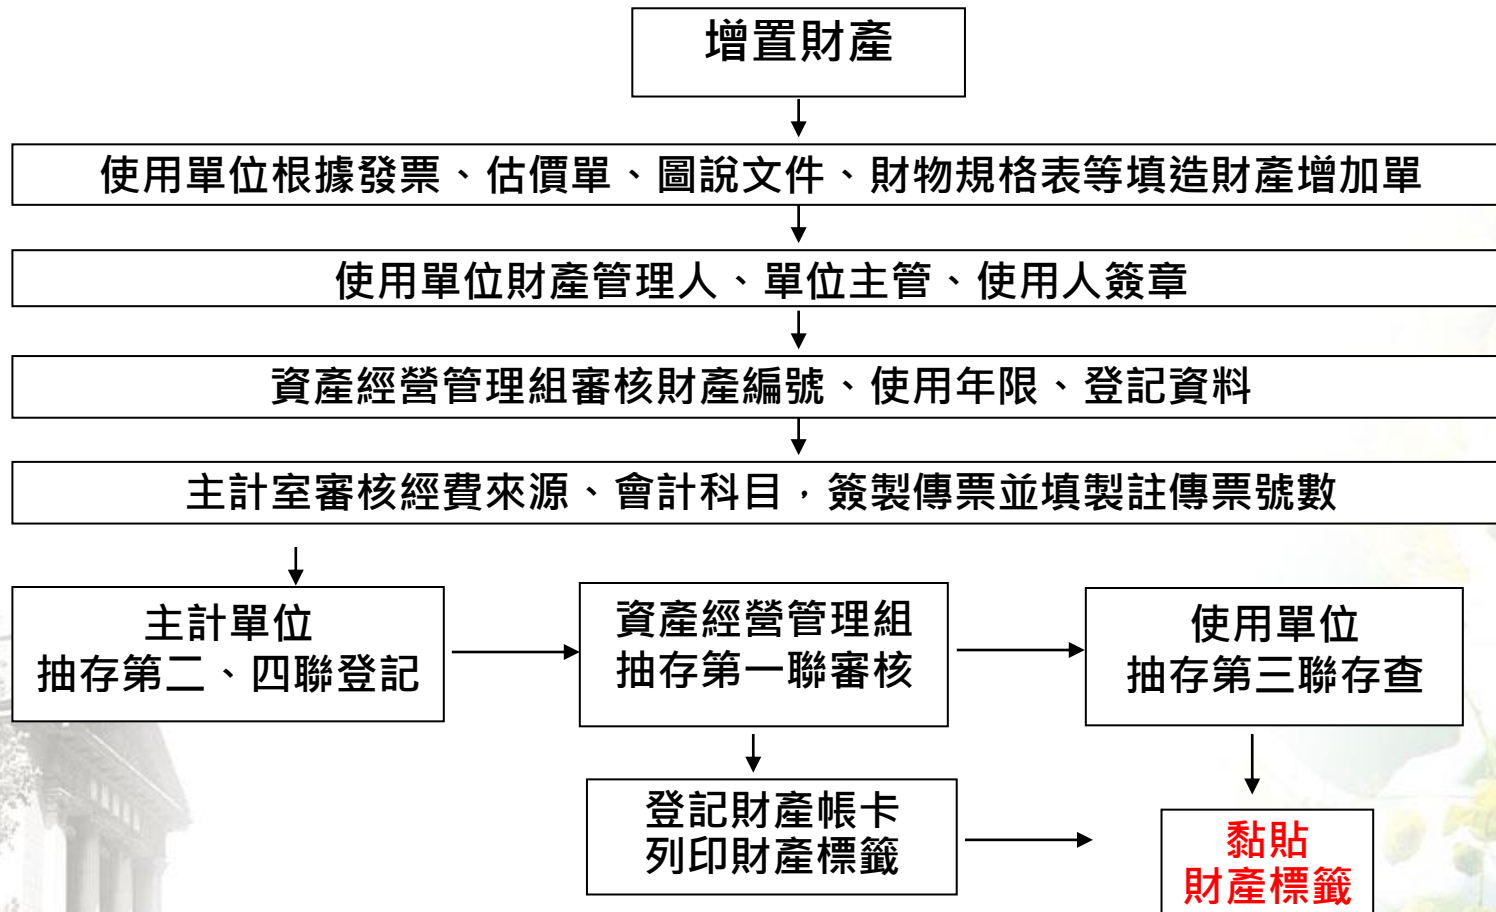 增置財產
使用單位根據發票、估價單、圖說文件、財物規格表等填造財產增加單
使用單位財產管理人、單位主管、使用人簽章
資產經營管理組審核財產編號、使用年限、登記資料
主計室審核經費來源、會計科目，簽製傳票並填製註傳票號數
主計單位
抽存第二、四聯登記
資產經營管理組
抽存第一聯審核
使用單位
抽存第三聯存查
登記財產帳卡
列印財產標籤
黏貼
財產標籤